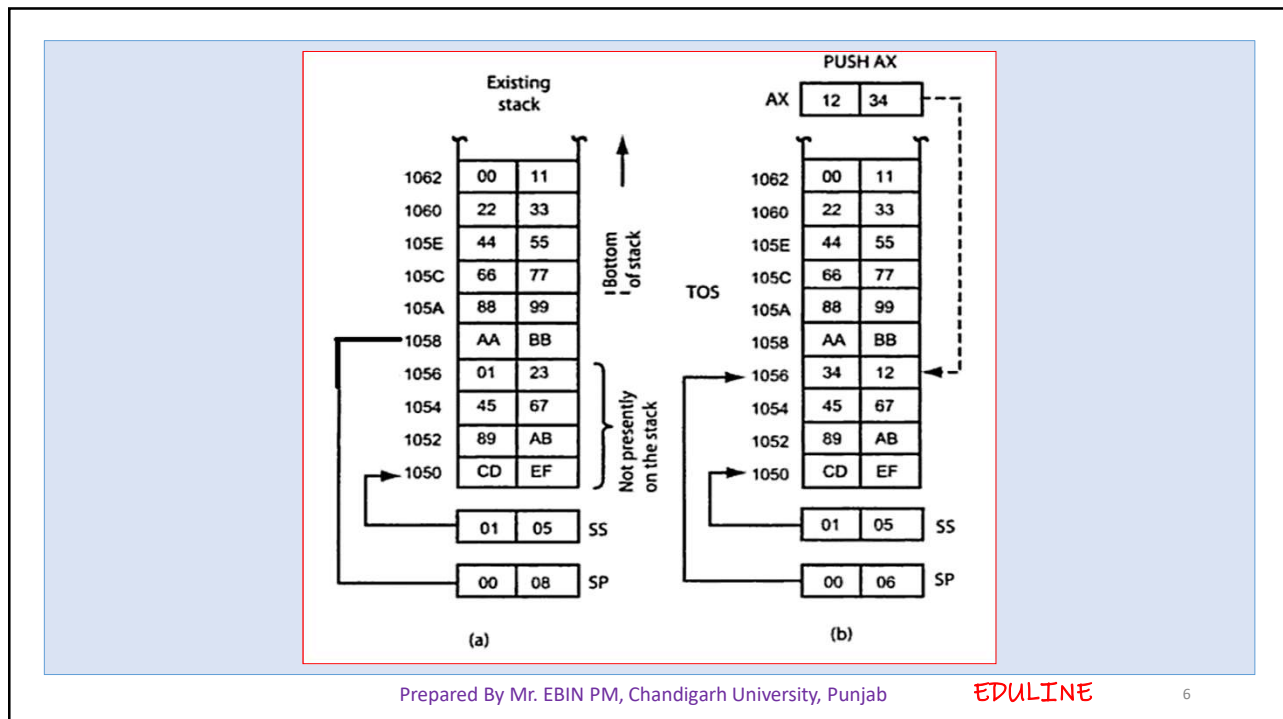 Existing
stack
1062 00 11
1060 22 33
105E 44 55
105C 66 77
105A 88 99
1058 AA BB
1056 01 23
1054 45 67
1052 89 AB
1050 CD EF
Bottom
of stack
Not presently
on the stack
01 05 SS
00 08 SP
(a)
PUSH AX
AX 12 34
1062 00 11
1060 22 33
105E 44 55
105C 66 77
TOS
105A 88 99
1058 AA BB
1056 34 12
1054 45 67
1052 89 AB
1050 CD EF
01 05 SS
00 06 SP
(b)
Prepared By Mr. EBIN PM, Chandigarh University, Punjab EDULINE 6